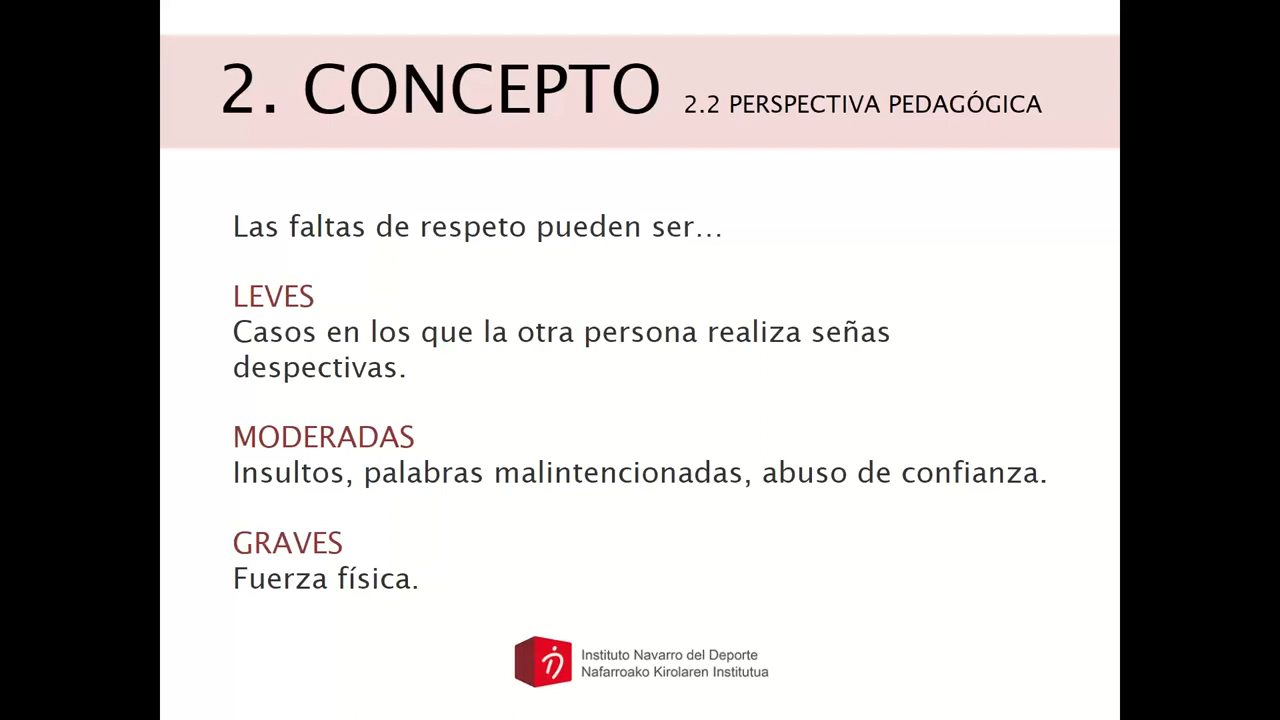 2. CONCEPTO 2.2 PERSPECTIVA PEDAGÓGICA
Las faltas de respeto pueden ser...
LEVES
Casos en los que la otra persona realiza señas
despectivas.
MODERADAS
Insultos, palabras malintencionadas, abuso de confianza.
GRAVES
Fuerza física.
Instituto Navarro del Deporte
Nafarroako Kirolaren Institutua